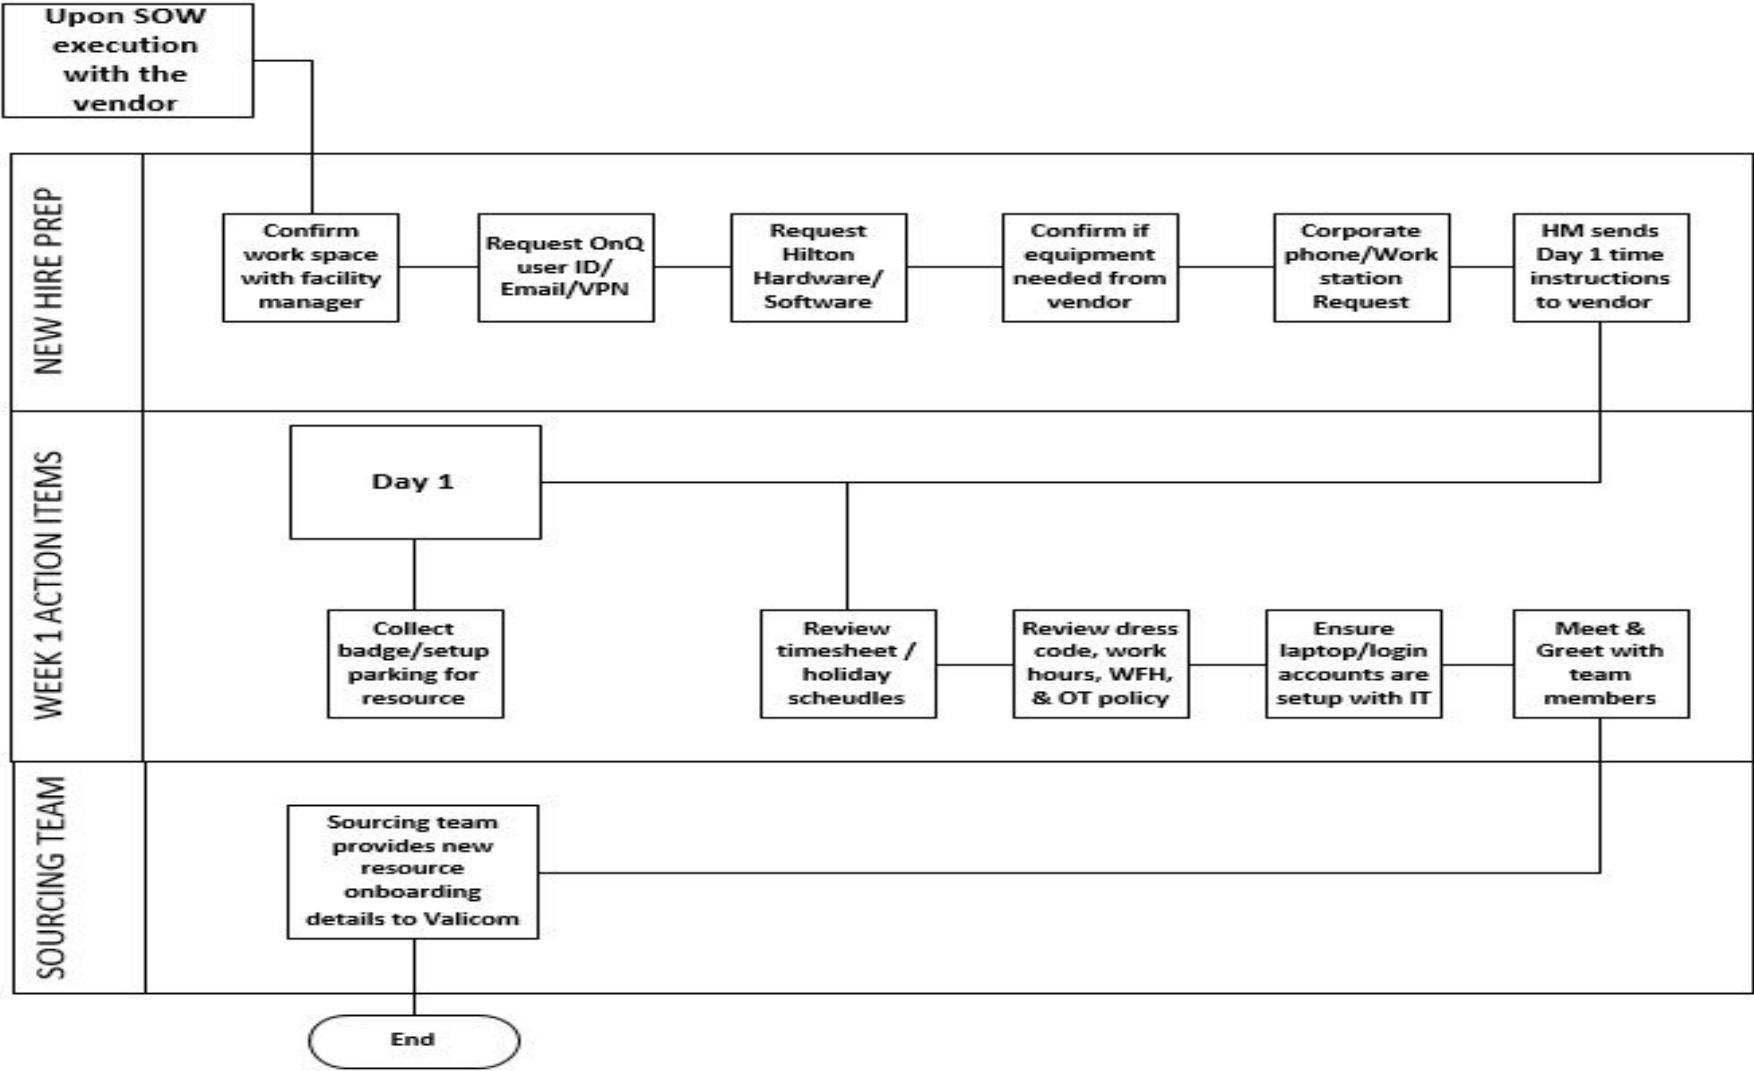 Upon SOW
execution
with the
vendor
NEW HIRE PREP
Confirm
work space
with facility
manager
Request OnQ
user ID/
Email/VPN
Request
Hilton
Hardware/
Software
Confirm if
equipment
needed from
vendor
Corporate
phone/Work
station
Request
HM sends
Day 1 time
instructions
to vendor
WEEK 1 ACTION ITEMS
Day 1
Collect
badge/setup
parking for
resource
Review
timesheet /
holiday
scheudles
Review dress
code, work
hours, WFH,
& OT policy
Ensure
laptop/login
accounts are
setup with IT
Meet &
Greet with
team
members
SOURCING TEAM
Sourcing team
provides new
resource
onboarding
details to Valicom
End